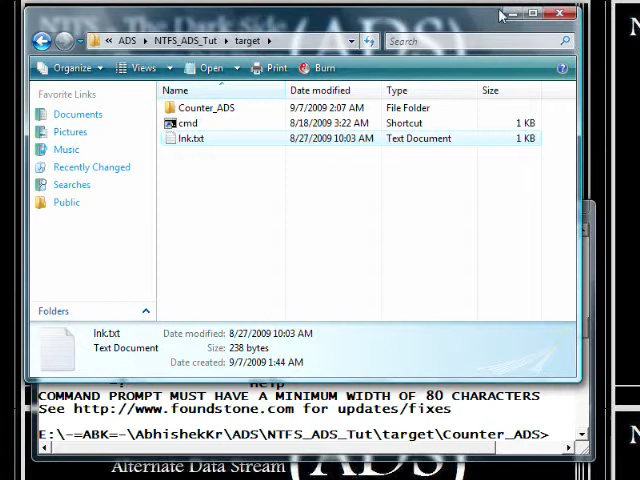 NTFS - The Dark Side
(ADS)
« ADS ▸ NTFS_ADS_Tut ▸ target ▸
Search
Organize Views Open Print Burn
Name Date modified Type Size
Favorite Links
Documents
Pictures
Music
Recently Changed
Searches
Public
Counter_ADS 9/7/2009 2:07 AM File Folder
cmd 8/18/2009 3:22 AM Shortcut 1 KB
lnk.txt 8/27/2009 10:03 AM Text Document 1 KB
Folders
lnk.txt Date modified: 8/27/2009 10:03 AM
Text Document Size: 238 bytes
Date created: 9/7/2009 1:44 AM
-? Help
COMMAND PROMPT MUST HAVE A MINIMUM WIDTH OF 80 CHARACTERS
See http://www.foundstone.com for updates/fixes
E:\-=ABK=-\AbhishekKr\ADS\NTFS_ADS_Tut\target\Counter_ADS>
Alternate Data Stream (ADS)